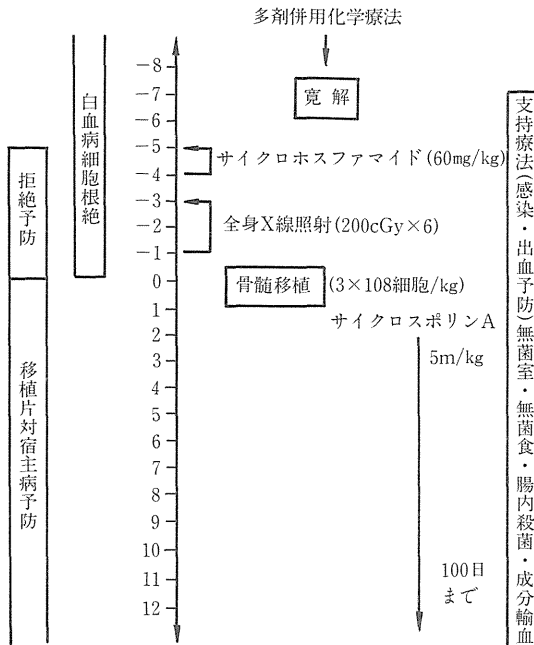 多剤併用化学療法
寛解
サイクロホスファマイド(60mg/kg)
全身X線照射(200cGy×6)
骨髄移植
(3×108細胞/kg)
サイクロスポリンA
5m/kg
100日
まで
-8
-7
-6
-5
-4
-3
-2
-1
0
1
2
3
4
5
6
7
8
9
10
11
12
白血病細胞根絶
拒絶予防
移植片対宿主病予防
支持療法(感染・出血予防)無菌室・無菌食・腸内殺菌・成分輸血